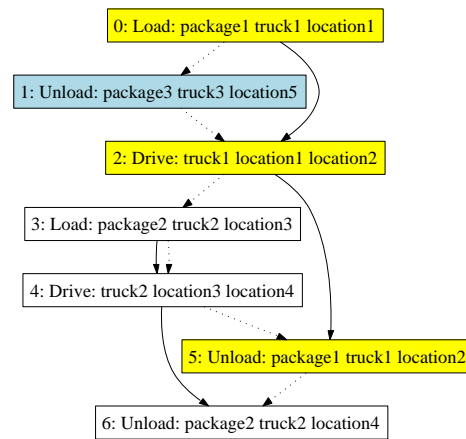 0: Load: package1 truck1 location1
1: Unload: package3 truck3 location5
2: Drive: truck1 location1 location2
3: Load: package2 truck2 location3
4: Drive: truck2 location3 location4
5: Unload: package1 truck1 location2
6: Unload: package2 truck2 location4